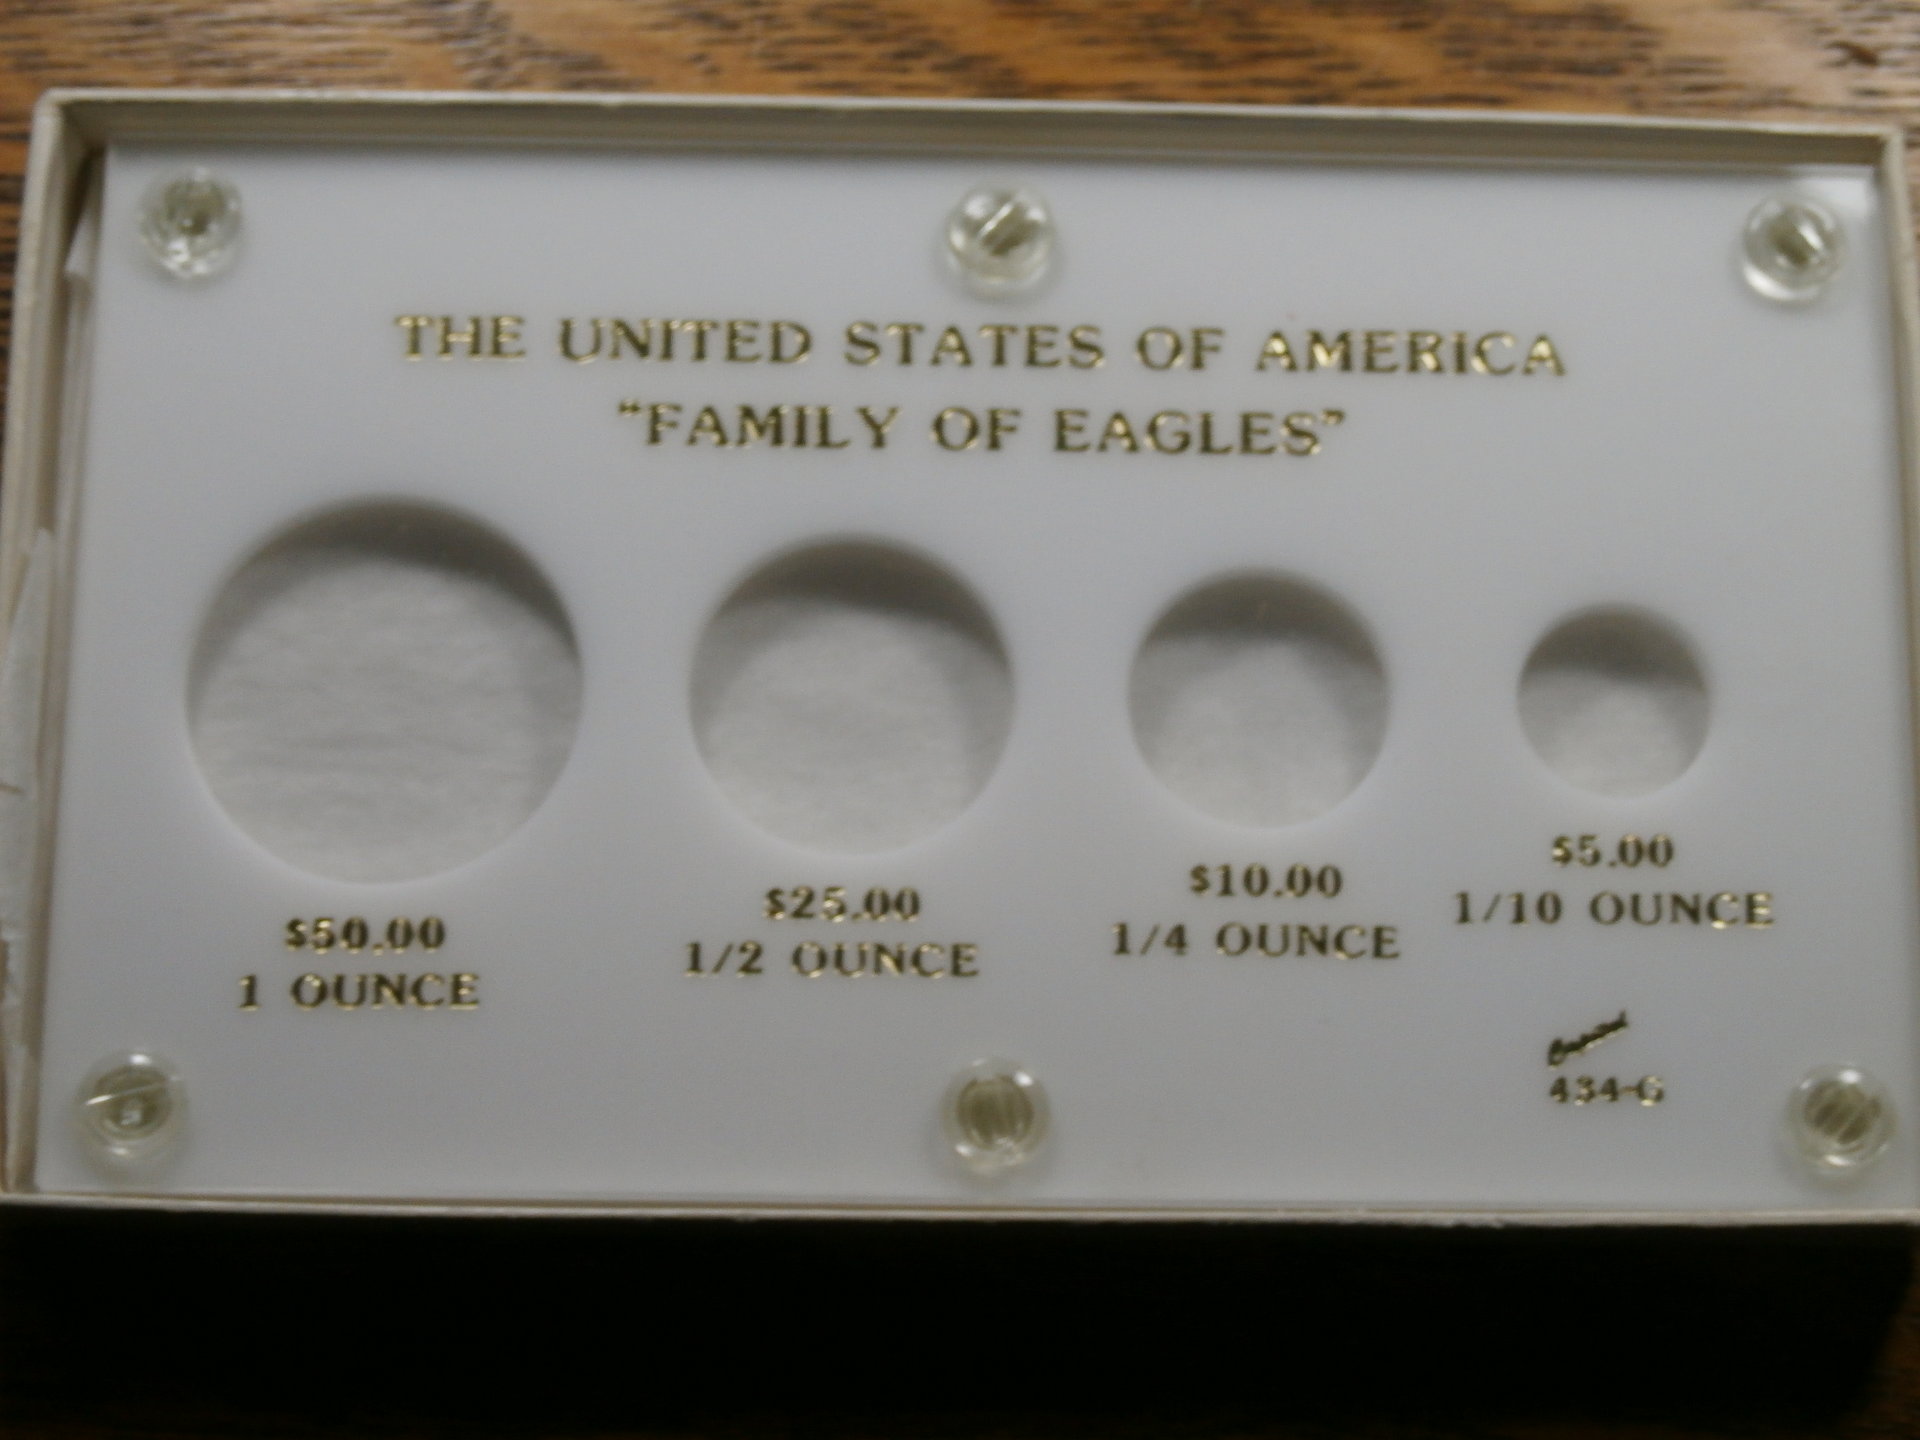 THE UNITED STATES OF AMERICA
“FAMILY OF EAGLES”
$50.00
1 OUNCE
$25.00
1/2 OUNCE
$10.00
1/4 OUNCE
$5.00
1/10 OUNCE
Capital
434-G